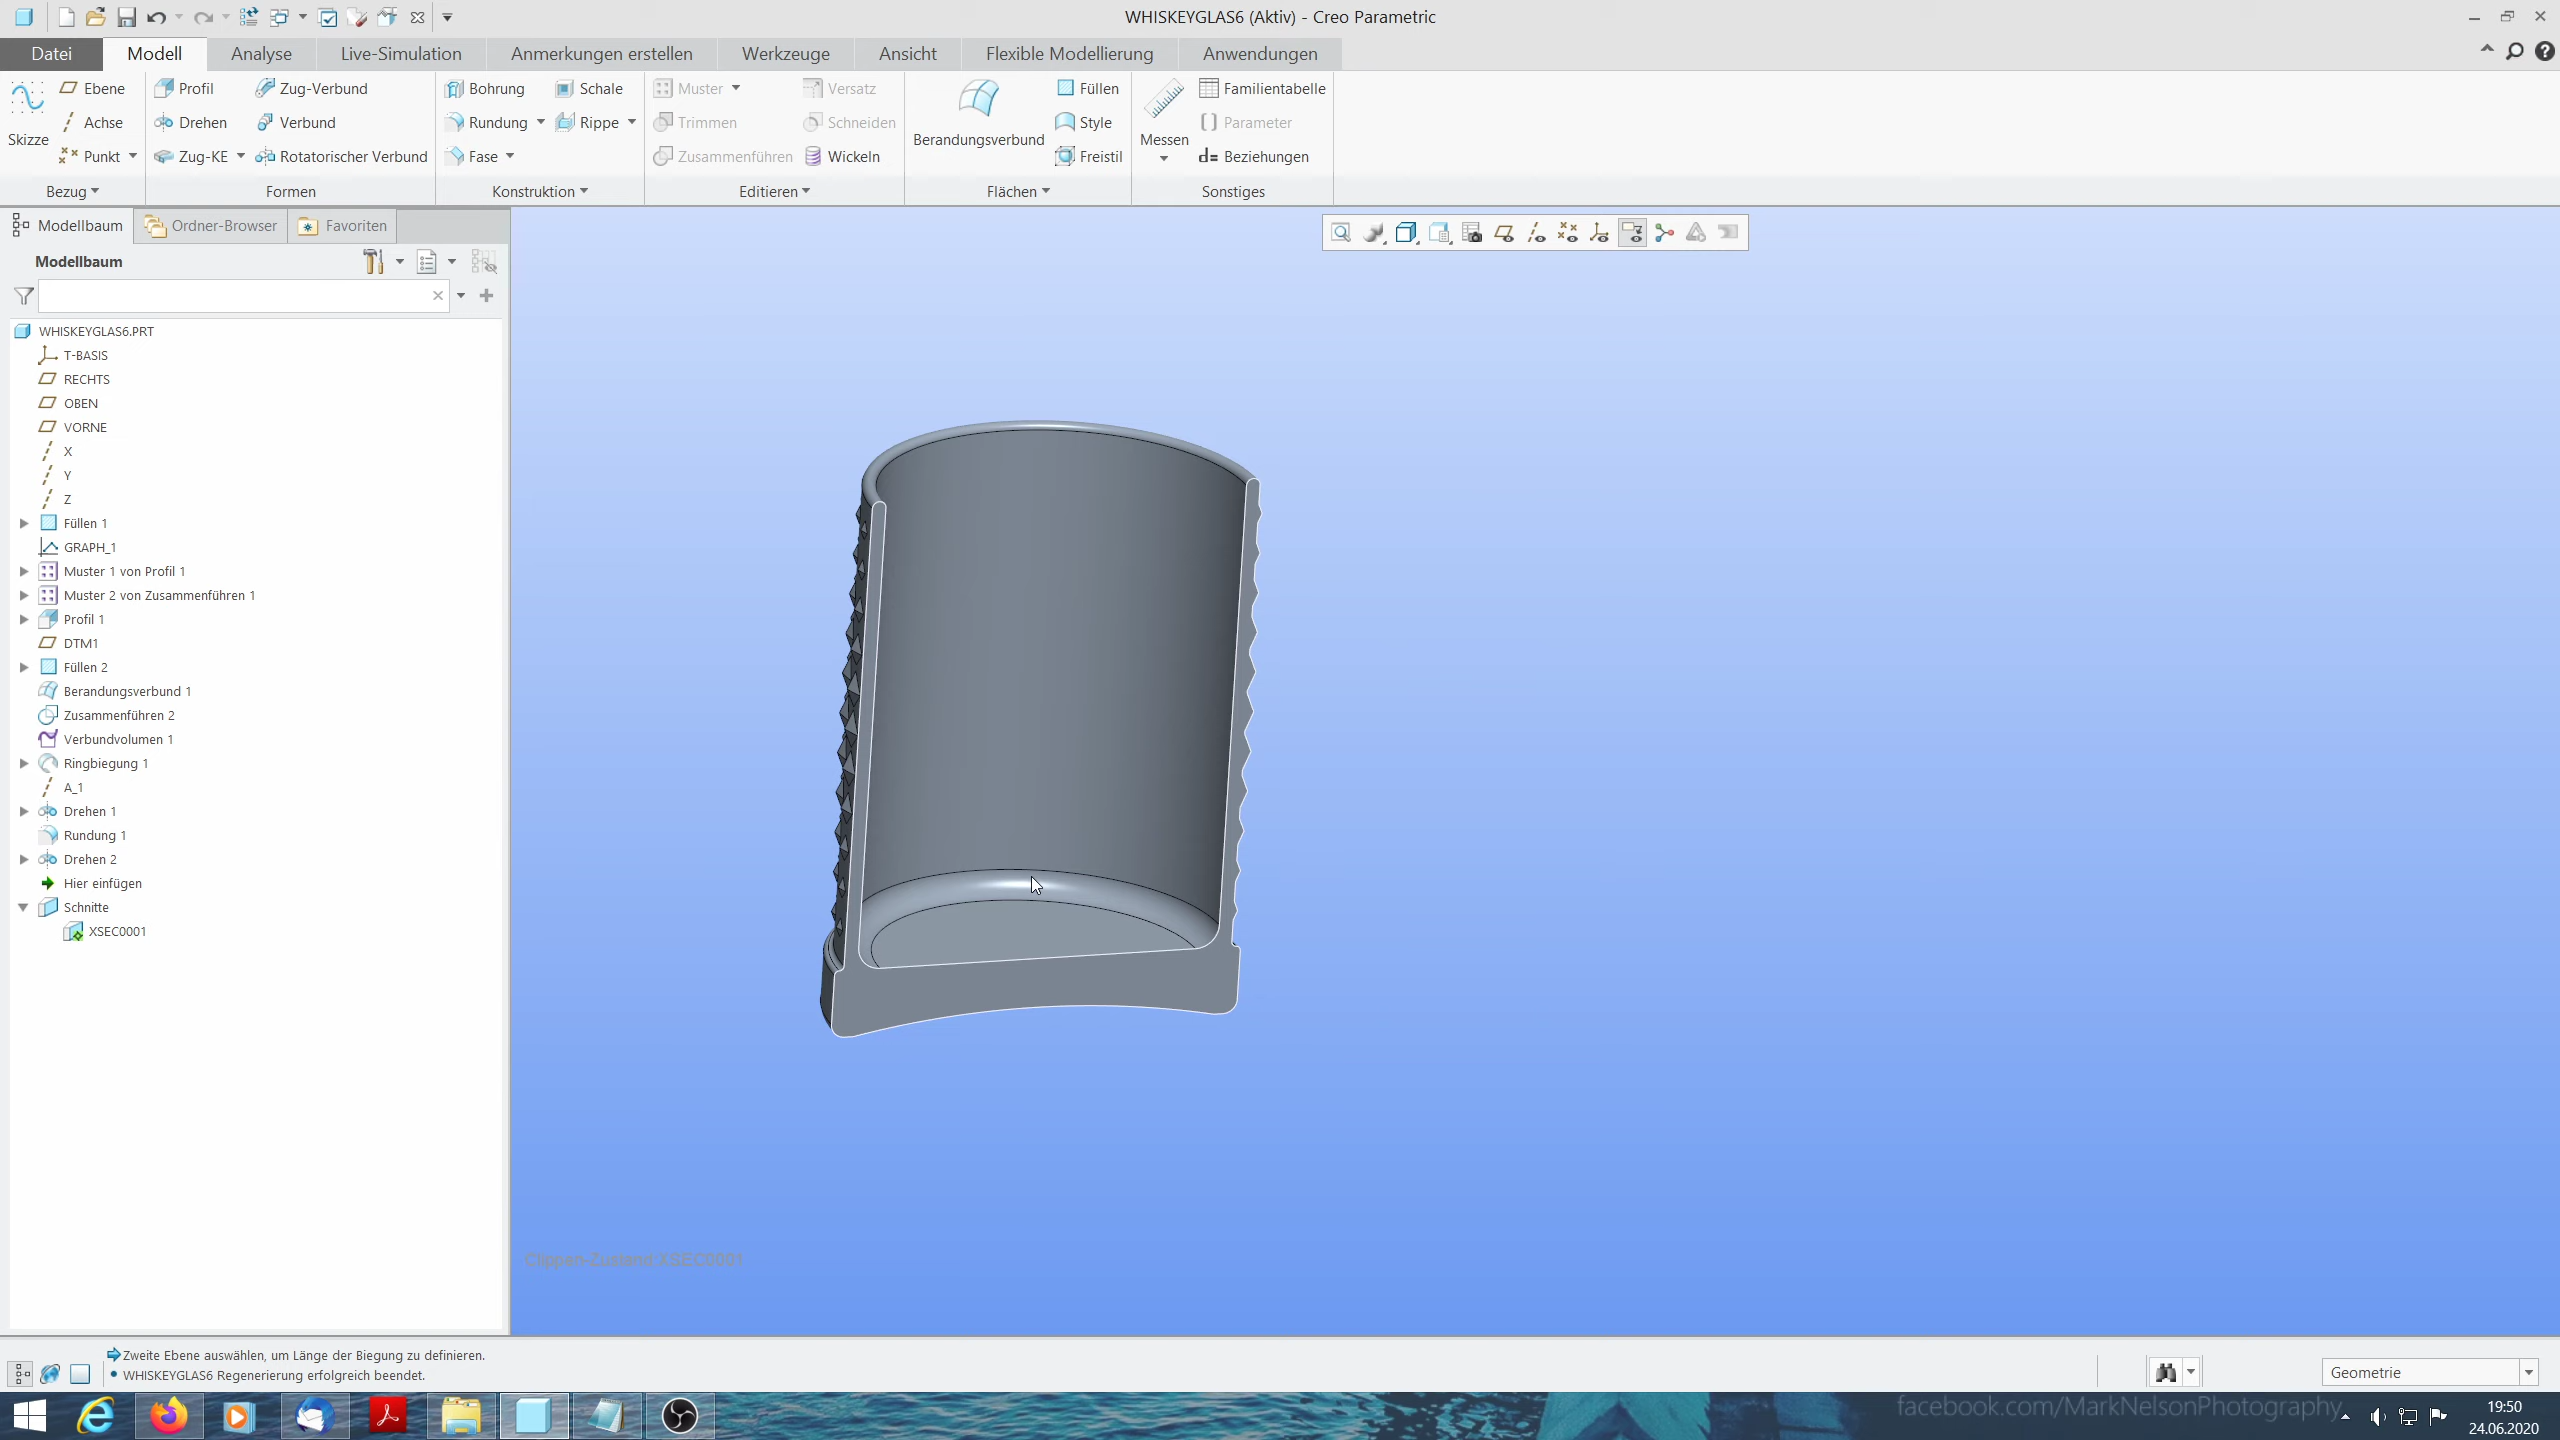 WHISKEYGLAS6 (Aktiv) - Creo Parametric
Datei Modell Analyse Live-Simulation Anmerkungen erstellen Werkzeuge Ansicht Flexible Modellierung Anwendungen
Ebene Profil Zug-Verbund Bohrung Schale Muster Versatz Füllen Familientabelle
Achse Drehen Verbund Rundung Rippe Trimmen Schneiden Style Parameter
Skizze Berandungsverbund Messen
Punkt Zug-KE Rotatorischer Verbund Fase Zusammenführen Wickeln Freistil d= Beziehungen
Bezug Formen Konstruktion Editieren Flächen Sonstiges
Modellbaum Ordner-Browser Favoriten
Modellbaum
WHISKEYGLAS6.PRT
T-BASIS
RECHTS
OBEN
VORNE
X
Y
Z
Füllen 1
GRAPH_1
Muster 1 von Profil 1
Muster 2 von Zusammenführen 1
Profil 1
DTM1
Füllen 2
Berandungsverbund 1
Zusammenführen 2
Verbundvolumen 1
Ringbiegung 1
A_1
Drehen 1
Rundung 1
Drehen 2
Hier einfügen
Schnitte
XSEC0001
Clippen-Zustand:XSEC0001
Zweite Ebene auswählen, um Länge der Biegung zu definieren.
• WHISKEYGLAS6 Regenerierung erfolgreich beendet.
Geometrie
facebook.com/MarkNelsonPhotography
19:50
24.06.2020